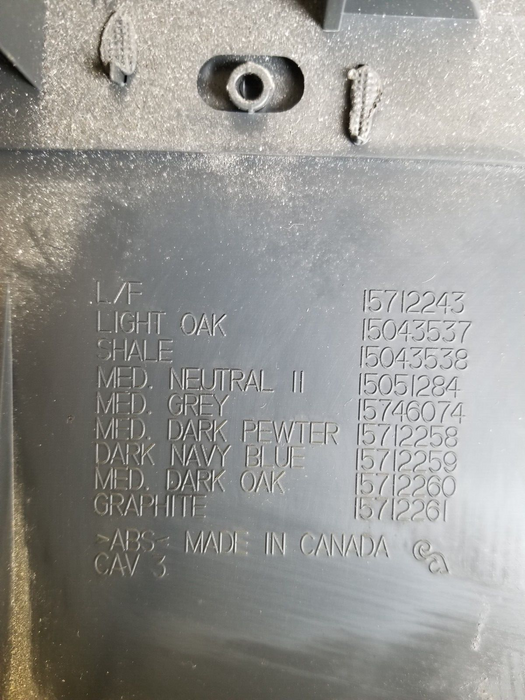 L/F 15712243
LIGHT OAK 15043537
SHALE 15043538
MED. NEUTRAL II 15051284
MED. GREY 15746074
MED. DARK PEWTER 15712258
DARK NAVY BLUE 15712259
MED. DARK OAK 15712260
GRAPHITE 15712261
>ABS< MADE IN CANADA
CAV 3